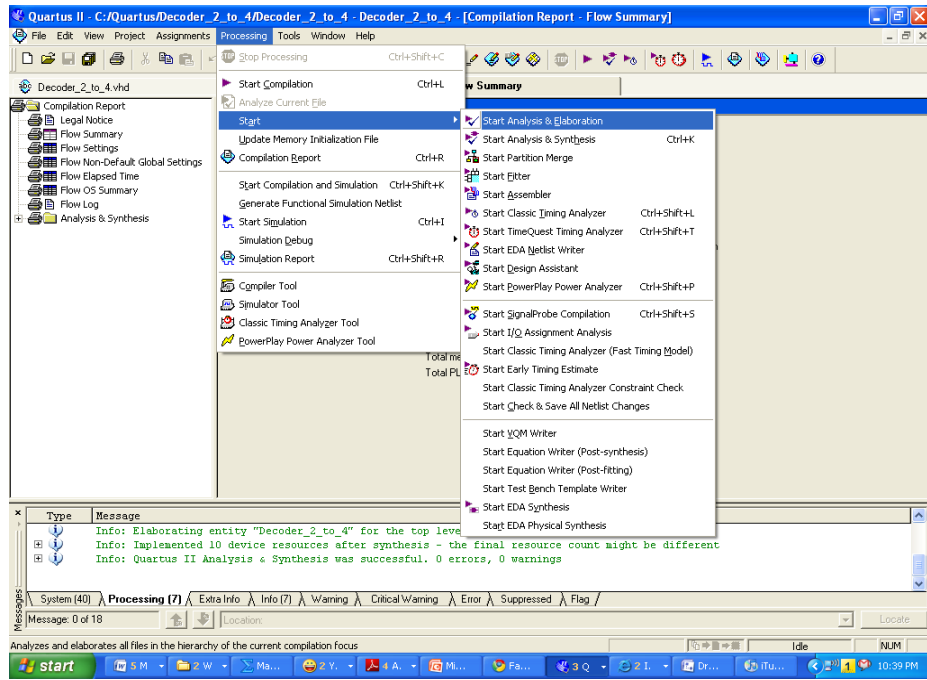 Quartus II - C:/Quartus/Decoder_2_to_4/Decoder_2_to_4 - Decoder_2_to_4 - [Compilation Report - Flow Summary]
File Edit View Project Assignments Processing Tools Window Help
Decoder_2_to_4.vhd
w Summary
Compilation Report
Legal Notice
Flow Summary
Flow Settings
Flow Non-Default Global Settings
Flow Elapsed Time
Flow OS Summary
Flow Log
Analysis & Synthesis
Stop Processing Ctrl+Shift+C
Start Compilation Ctrl+L
Analyze Current File
Start
Update Memory Initialization File
Compilation Report Ctrl+R
Start Compilation and Simulation Ctrl+Shift+K
Generate Functional Simulation Netlist
Start Simulation Ctrl+I
Simulation Debug
Simulation Report Ctrl+Shift+R
Compiler Tool
Simulator Tool
Classic Timing Analyzer Tool
PowerPlay Power Analyzer Tool
Total me
Total PL
Start Analysis & Elaboration
Start Analysis & Synthesis Ctrl+K
Start Partition Merge
Start Fitter
Start Assembler
Start Classic Timing Analyzer Ctrl+Shift+L
Start TimeQuest Timing Analyzer Ctrl+Shift+T
Start EDA Netlist Writer
Start Design Assistant
Start PowerPlay Power Analyzer Ctrl+Shift+P
Start SignalProbe Compilation Ctrl+Shift+S
Start I/O Assignment Analysis
Start Classic Timing Analyzer (Fast Timing Model)
Start Early Timing Estimate
Start Classic Timing Analyzer Constraint Check
Start Check & Save All Netlist Changes
Start VQM Writer
Start Equation Writer (Post-synthesis)
Start Equation Writer (Post-fitting)
Start Test Bench Template Writer
Start EDA Synthesis
Start EDA Physical Synthesis
Type Message
Info: Elaborating entity "Decoder_2_to_4" for the top leve
Info: Implemented 10 device resources after synthesis - the final resource count might be different
Info: Quartus II Analysis & Synthesis was successful. 0 errors, 0 warnings
System (40) Processing (7) Extra Info Info (7) Warning Critical Warning Error Suppressed Flag
Messages
Message: 0 of 18 Location: Locate
Analyzes and elaborates all files in the hierarchy of the current compilation focus Idle NUM
start 5 M 2 W Ma... 2 Y. 4 A. Mi... Fa... 3 Q 2 I. Dr... iTu... 1 10:39 PM